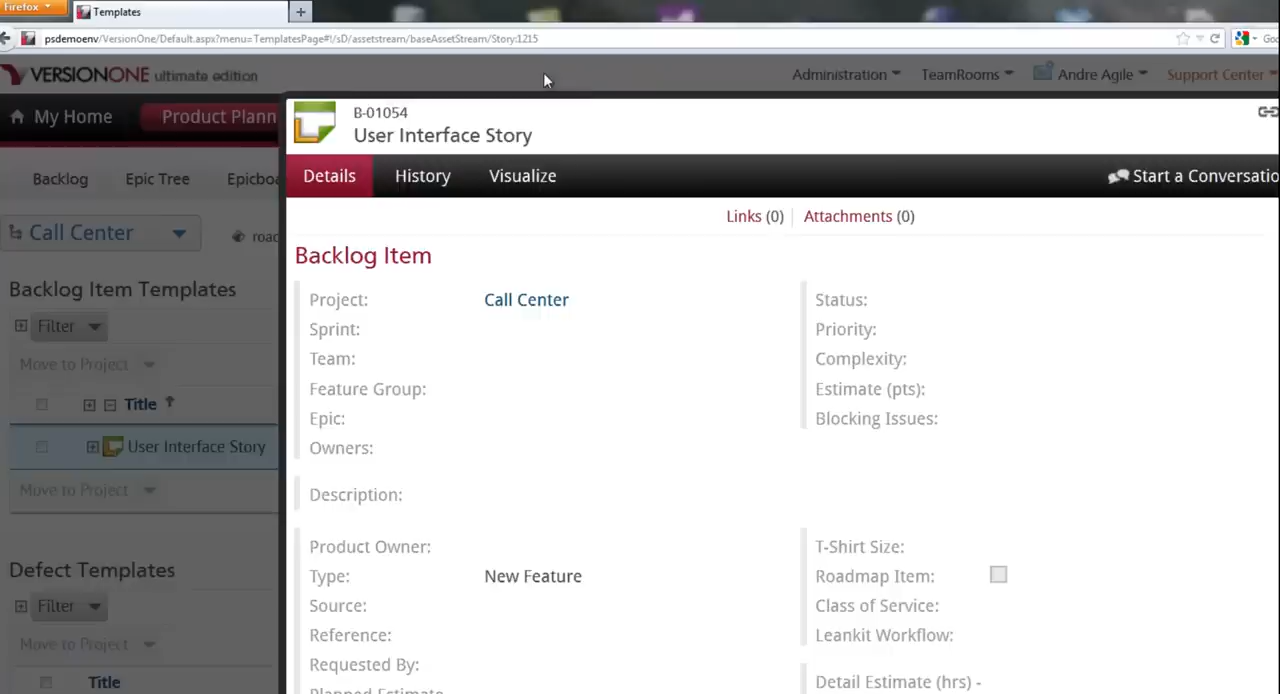 Firefox
Templates
psdemoenv/VersionOne/Default.aspx?menu=TemplatesPage#!/sD/assetstream/baseAssetStream/Story:1215
VERSIONONE ultimate edition
Administration
TeamRooms
Andre Agile
Support Center
My Home
Product Plann
B-01054
User Interface Story
Details
History
Visualize
Start a Conversatio
Backlog
Epic Tree
Epicboa
Links (0)
Attachments (0)
Call Center
road
Backlog Item
Backlog Item Templates
Filter
Move to Project
Title
User Interface Story
Move to Project
Defect Templates
Filter
Move to Project
Title
Project: Call Center
Sprint:
Team:
Feature Group:
Epic:
Owners:
Description:
Status:
Priority:
Complexity:
Estimate (pts):
Blocking Issues:
Product Owner:
Type: New Feature
Source:
Reference:
Requested By:
Planned Estimate
T-Shirt Size:
Roadmap Item:
Class of Service:
Leankit Workflow:
Detail Estimate (hrs) -